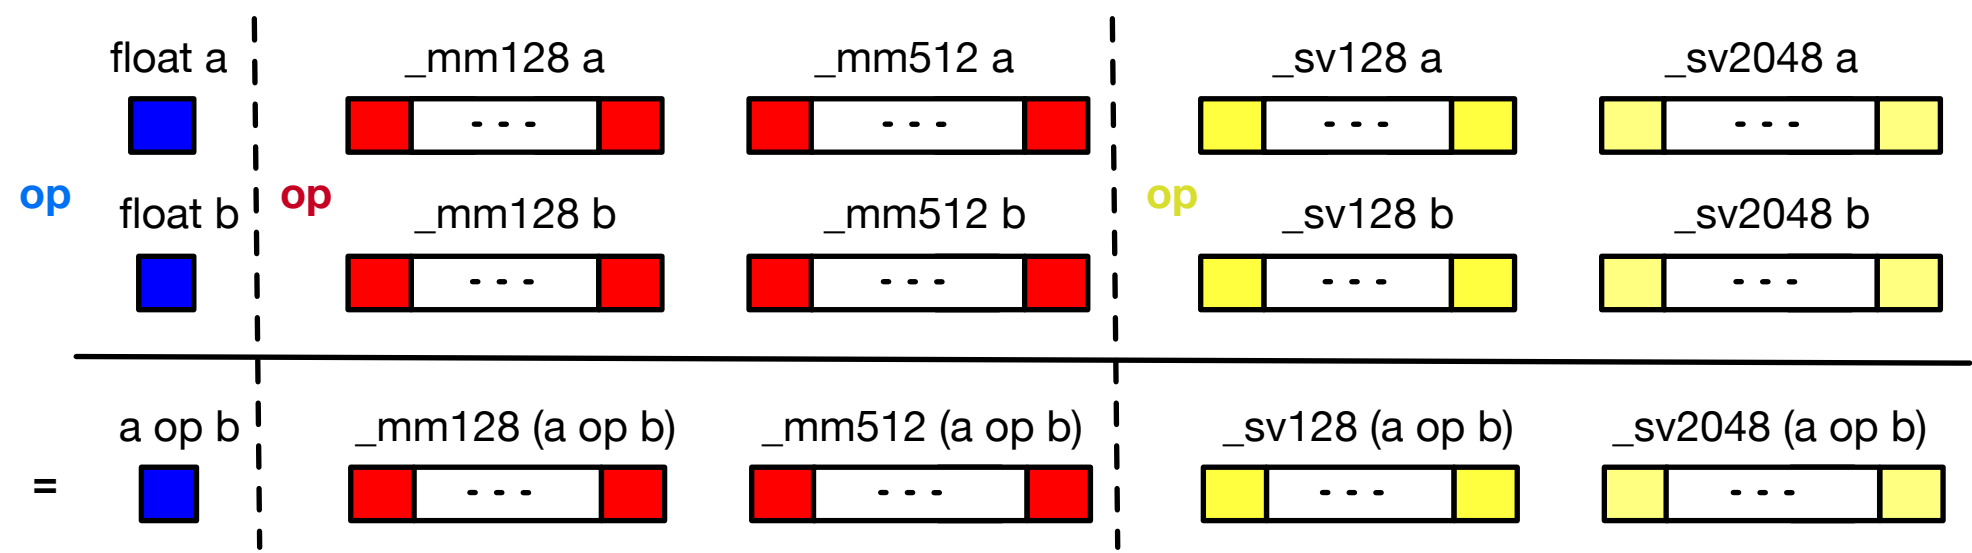 float a _mm128 a _mm512 a _sv128 a _sv2048 a
- - - - - - - - - - - -
op op op
float b _mm128 b _mm512 b _sv128 b _sv2048 b
- - - - - - - - - - - -
a op b _mm128 (a op b) _mm512 (a op b) _sv128 (a op b) _sv2048 (a op b)
= - - - - - - - - - - - -